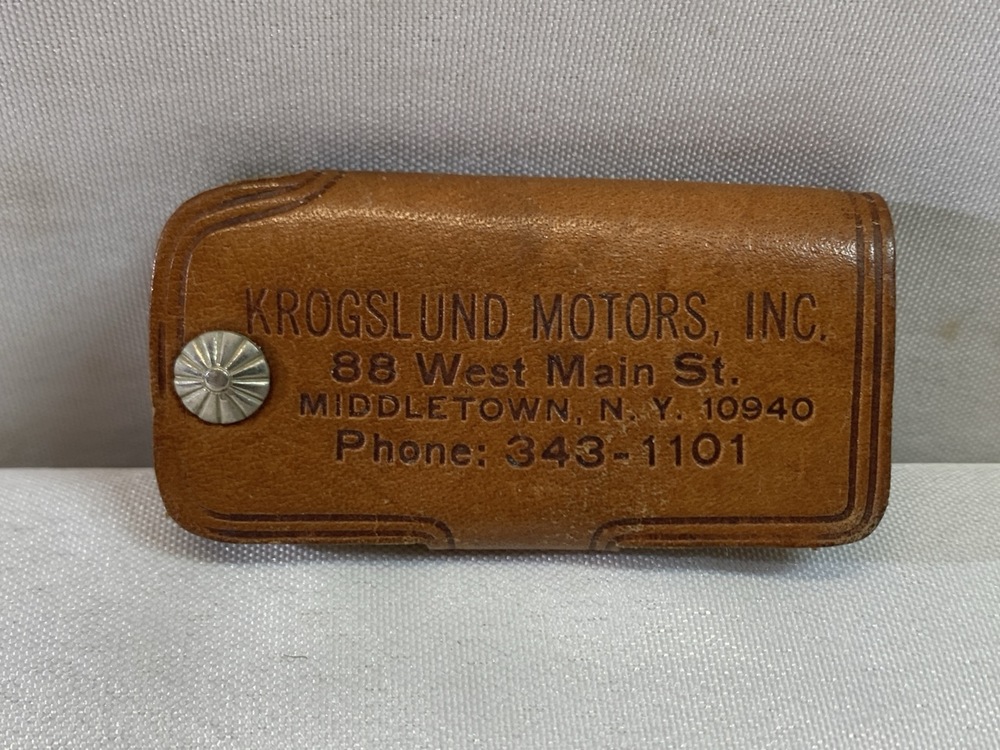 KROGSLUND MOTORS, INC.
88 West Main St.
MIDDLETOWN, N. Y. 10940
Phone: 343-1101